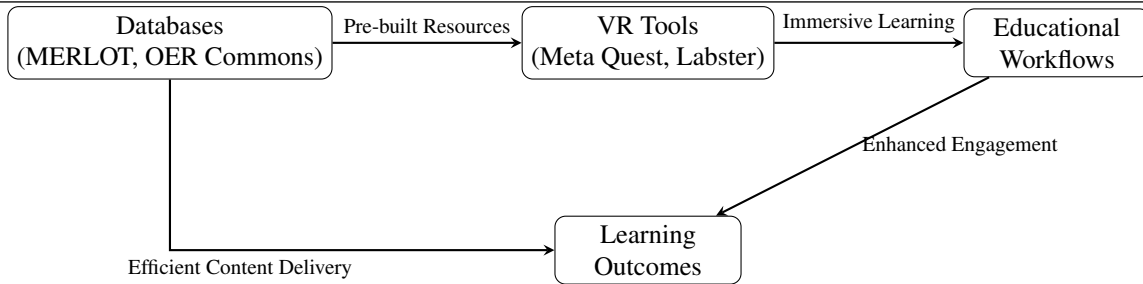 Databases
(MERLOT, OER Commons)
Pre-built Resources
VR Tools
(Meta Quest, Labster)
Immersive Learning
Educational
Workflows
Enhanced Engagement
Learning
Outcomes
Efficient Content Delivery